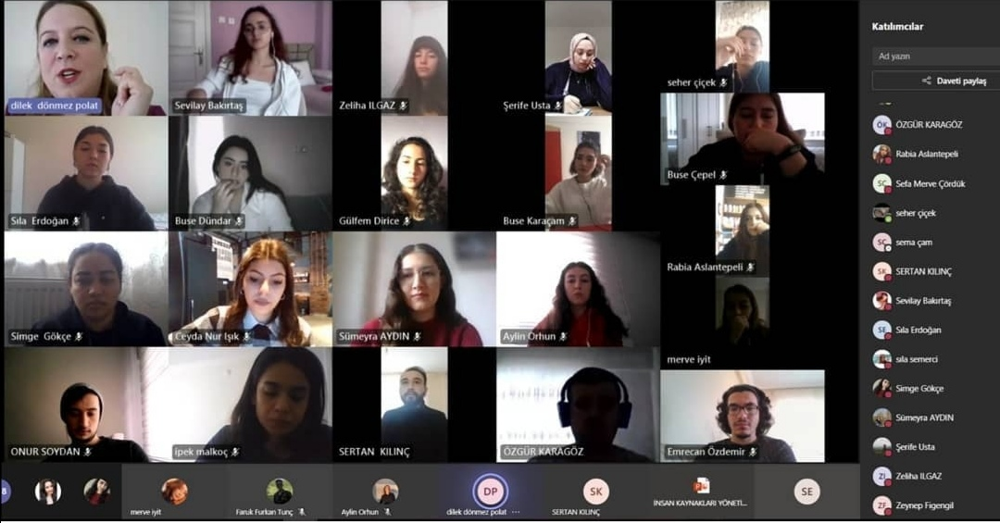 Katılımcılar
Ad yazın
Daveti paylaş
dilek dönmez polat
Sevilay Bakırtaş
Zeliha ILGAZ
Şerife Usta
seher çiçek
Sıla Erdoğan
Buse Dündar
Gülfem Dirice
Buse Karaçam
Buse Çepel
Rabia Aslantepeli
Simge Gökçe
Ceyda Nur Işık
Sümeyra AYDIN
Aylin Orhun
merve iyit
ONUR SOYDAN
ipek malkoç
SERTAN KILINÇ
ÖZGÜR KARAGÖZ
Emrecan Özdemir
ÖK ÖZGÜR KARAGÖZ
Rabia Aslantepeli
Sefa Merve Çördük
seher çiçek
sema çam
SK SERTAN KILINÇ
Sevilay Bakırtaş
SE Sıla Erdoğan
sıla semerci
Simge Gökçe
Sümeyra AYDIN
Şerife Usta
ZI Zeliha ILGAZ
ZF Zeynep Figengil
merve iyit
Faruk Furkan Tunç
Aylin Orhun
DP
dilek dönmez polat ...
SK
SERTAN KILINÇ
İNSAN KAYNAKLARI YÖNETİ...
SE